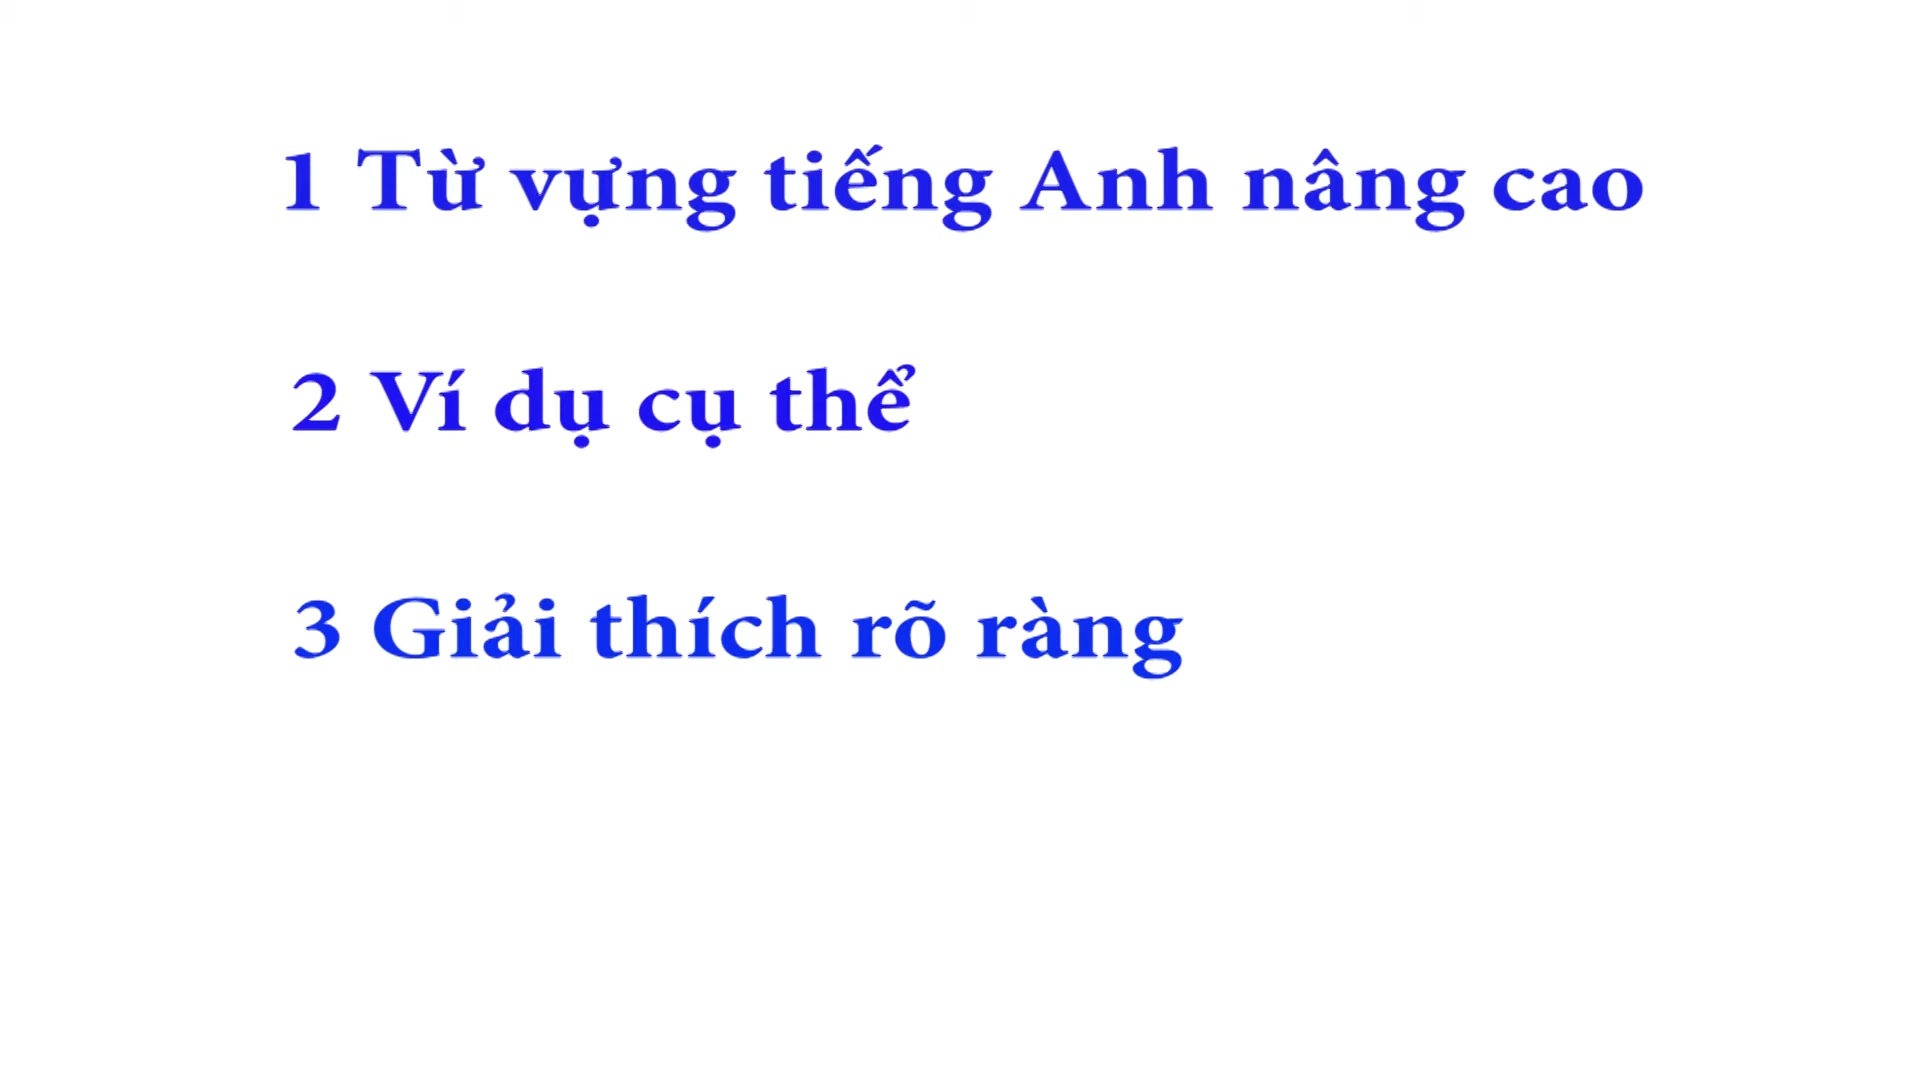 1 Từ vựng tiếng Anh nâng cao
2 Ví dụ cụ thể
3 Giải thích rõ ràng